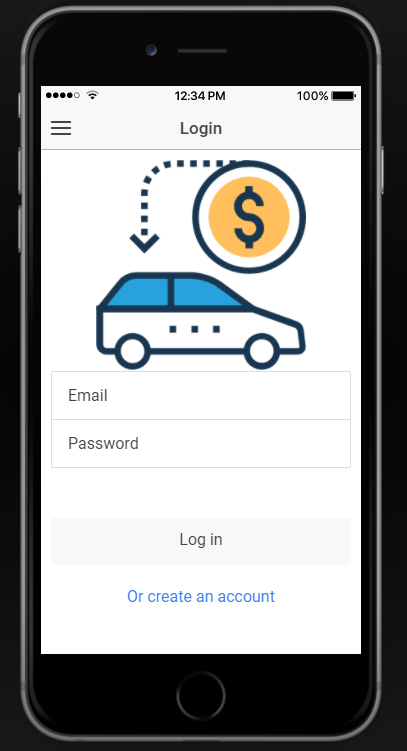 12:34 PM 100%
Login
$
Email
Password
Log in
Or create an account